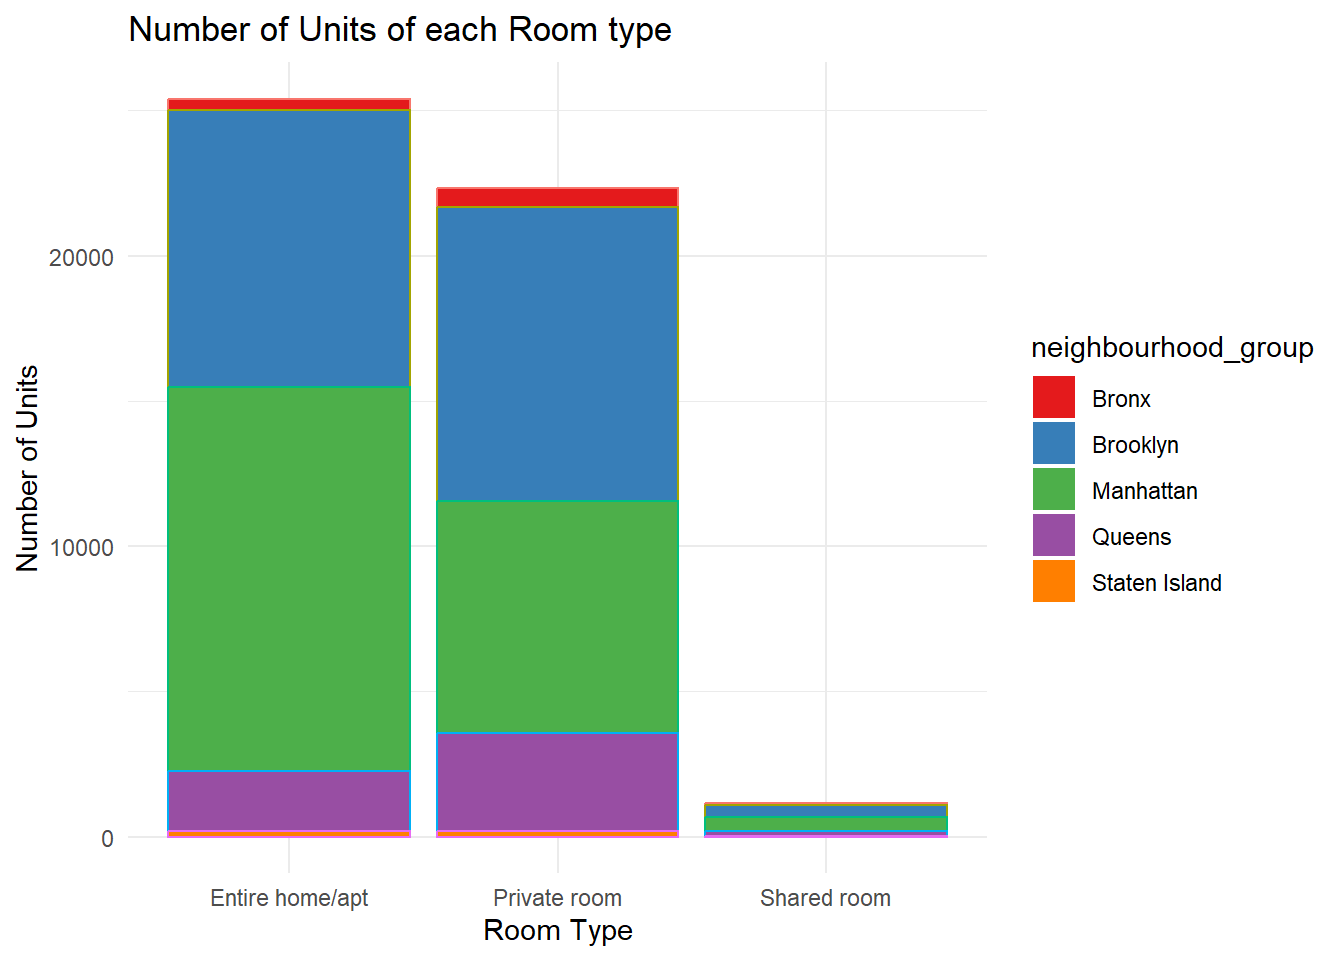 Number of Units of each Room type
Number of Units
20000
10000
0
Entire home/apt
Private room
Shared room
Room Type
neighbourhood_group
Bronx
Brooklyn
Manhattan
Queens
Staten Island